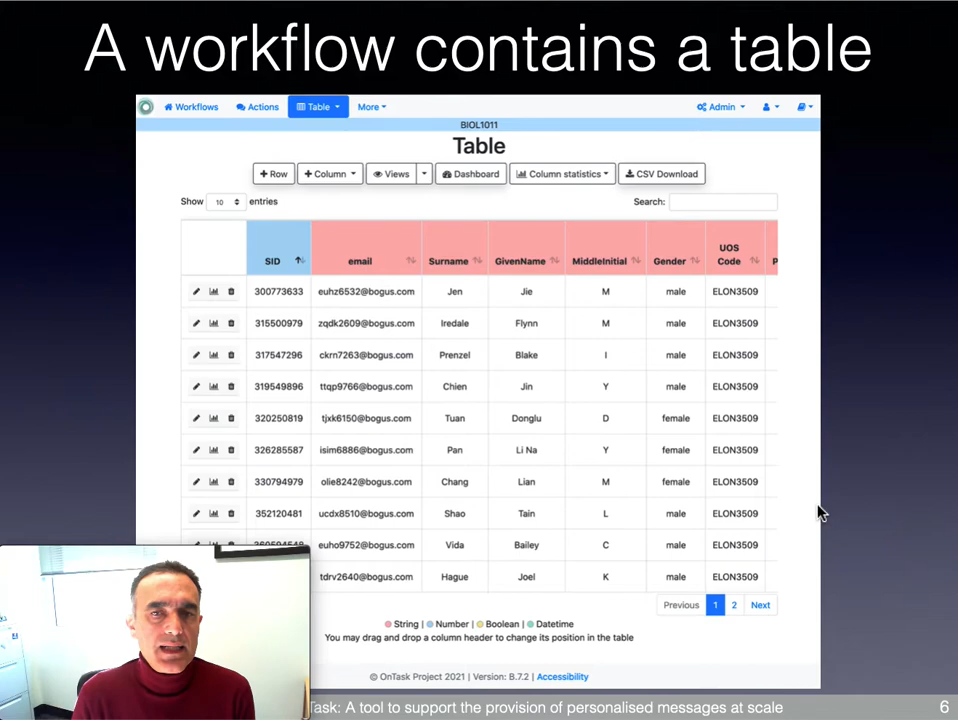 A workflow contains a table
Workflows Actions Table More Admin
BIOL1011
Table
+ Row + Column Views Dashboard Column statistics CSV Download
Show 10 entries Search:
SID email Surname GivenName MiddleInitial Gender UOS Code P
300773633 euhz6532@bogus.com Jen Jie M male ELON3509
315500979 zqdk2609@bogus.com Iredale Flynn M male ELON3509
317547296 ckrn7263@bogus.com Prenzel Blake I male ELON3509
319549896 ttqp9766@bogus.com Chien Jin Y male ELON3509
320250819 tjxk6150@bogus.com Tuan Donglu D female ELON3509
326285587 isim6886@bogus.com Pan Li Na Y female ELON3509
330794979 olie8242@bogus.com Chang Lian M female ELON3509
352120481 ucdx8510@bogus.com Shao Tain L male ELON3509
euho9752@bogus.com Vida Bailey C male ELON3509
tdrv2640@bogus.com Hague Joel K male ELON3509
Previous 1 2 Next
String | Number | Boolean | Datetime
You may drag and drop a column header to change its position in the table
© OnTask Project 2021 | Version: B.7.2 | Accessibility
Task: A tool to support the provision of personalised messages at scale 6